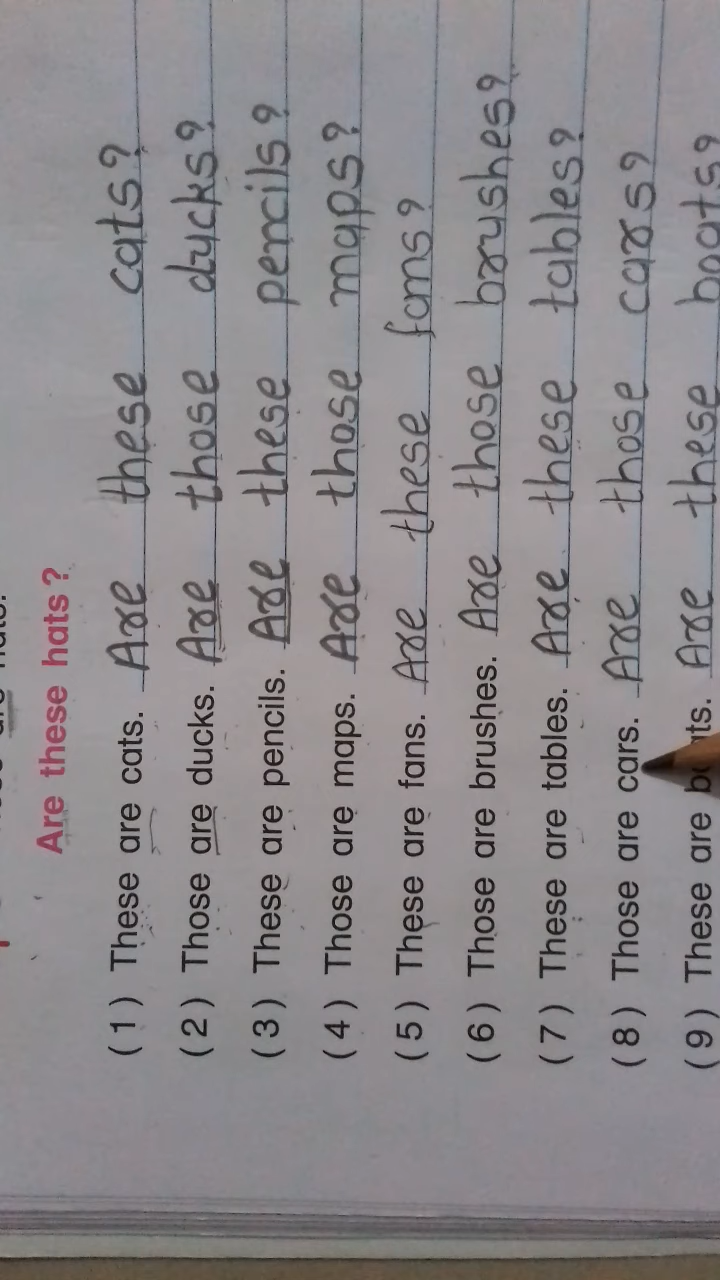 Are these hats?
(1) These are cats. Are these cats?
(2) Those are ducks. Are those ducks?
(3) These are pencils. Are these pencils?
(4) Those are maps. Are those maps?
(5) These are fans. Are these fans?
(6) Those are brushes. Are those brushes?
(7) These are tables. Are these tables?
(8) Those are cars. Are those cars?
(9) These are boats. Are these boats?